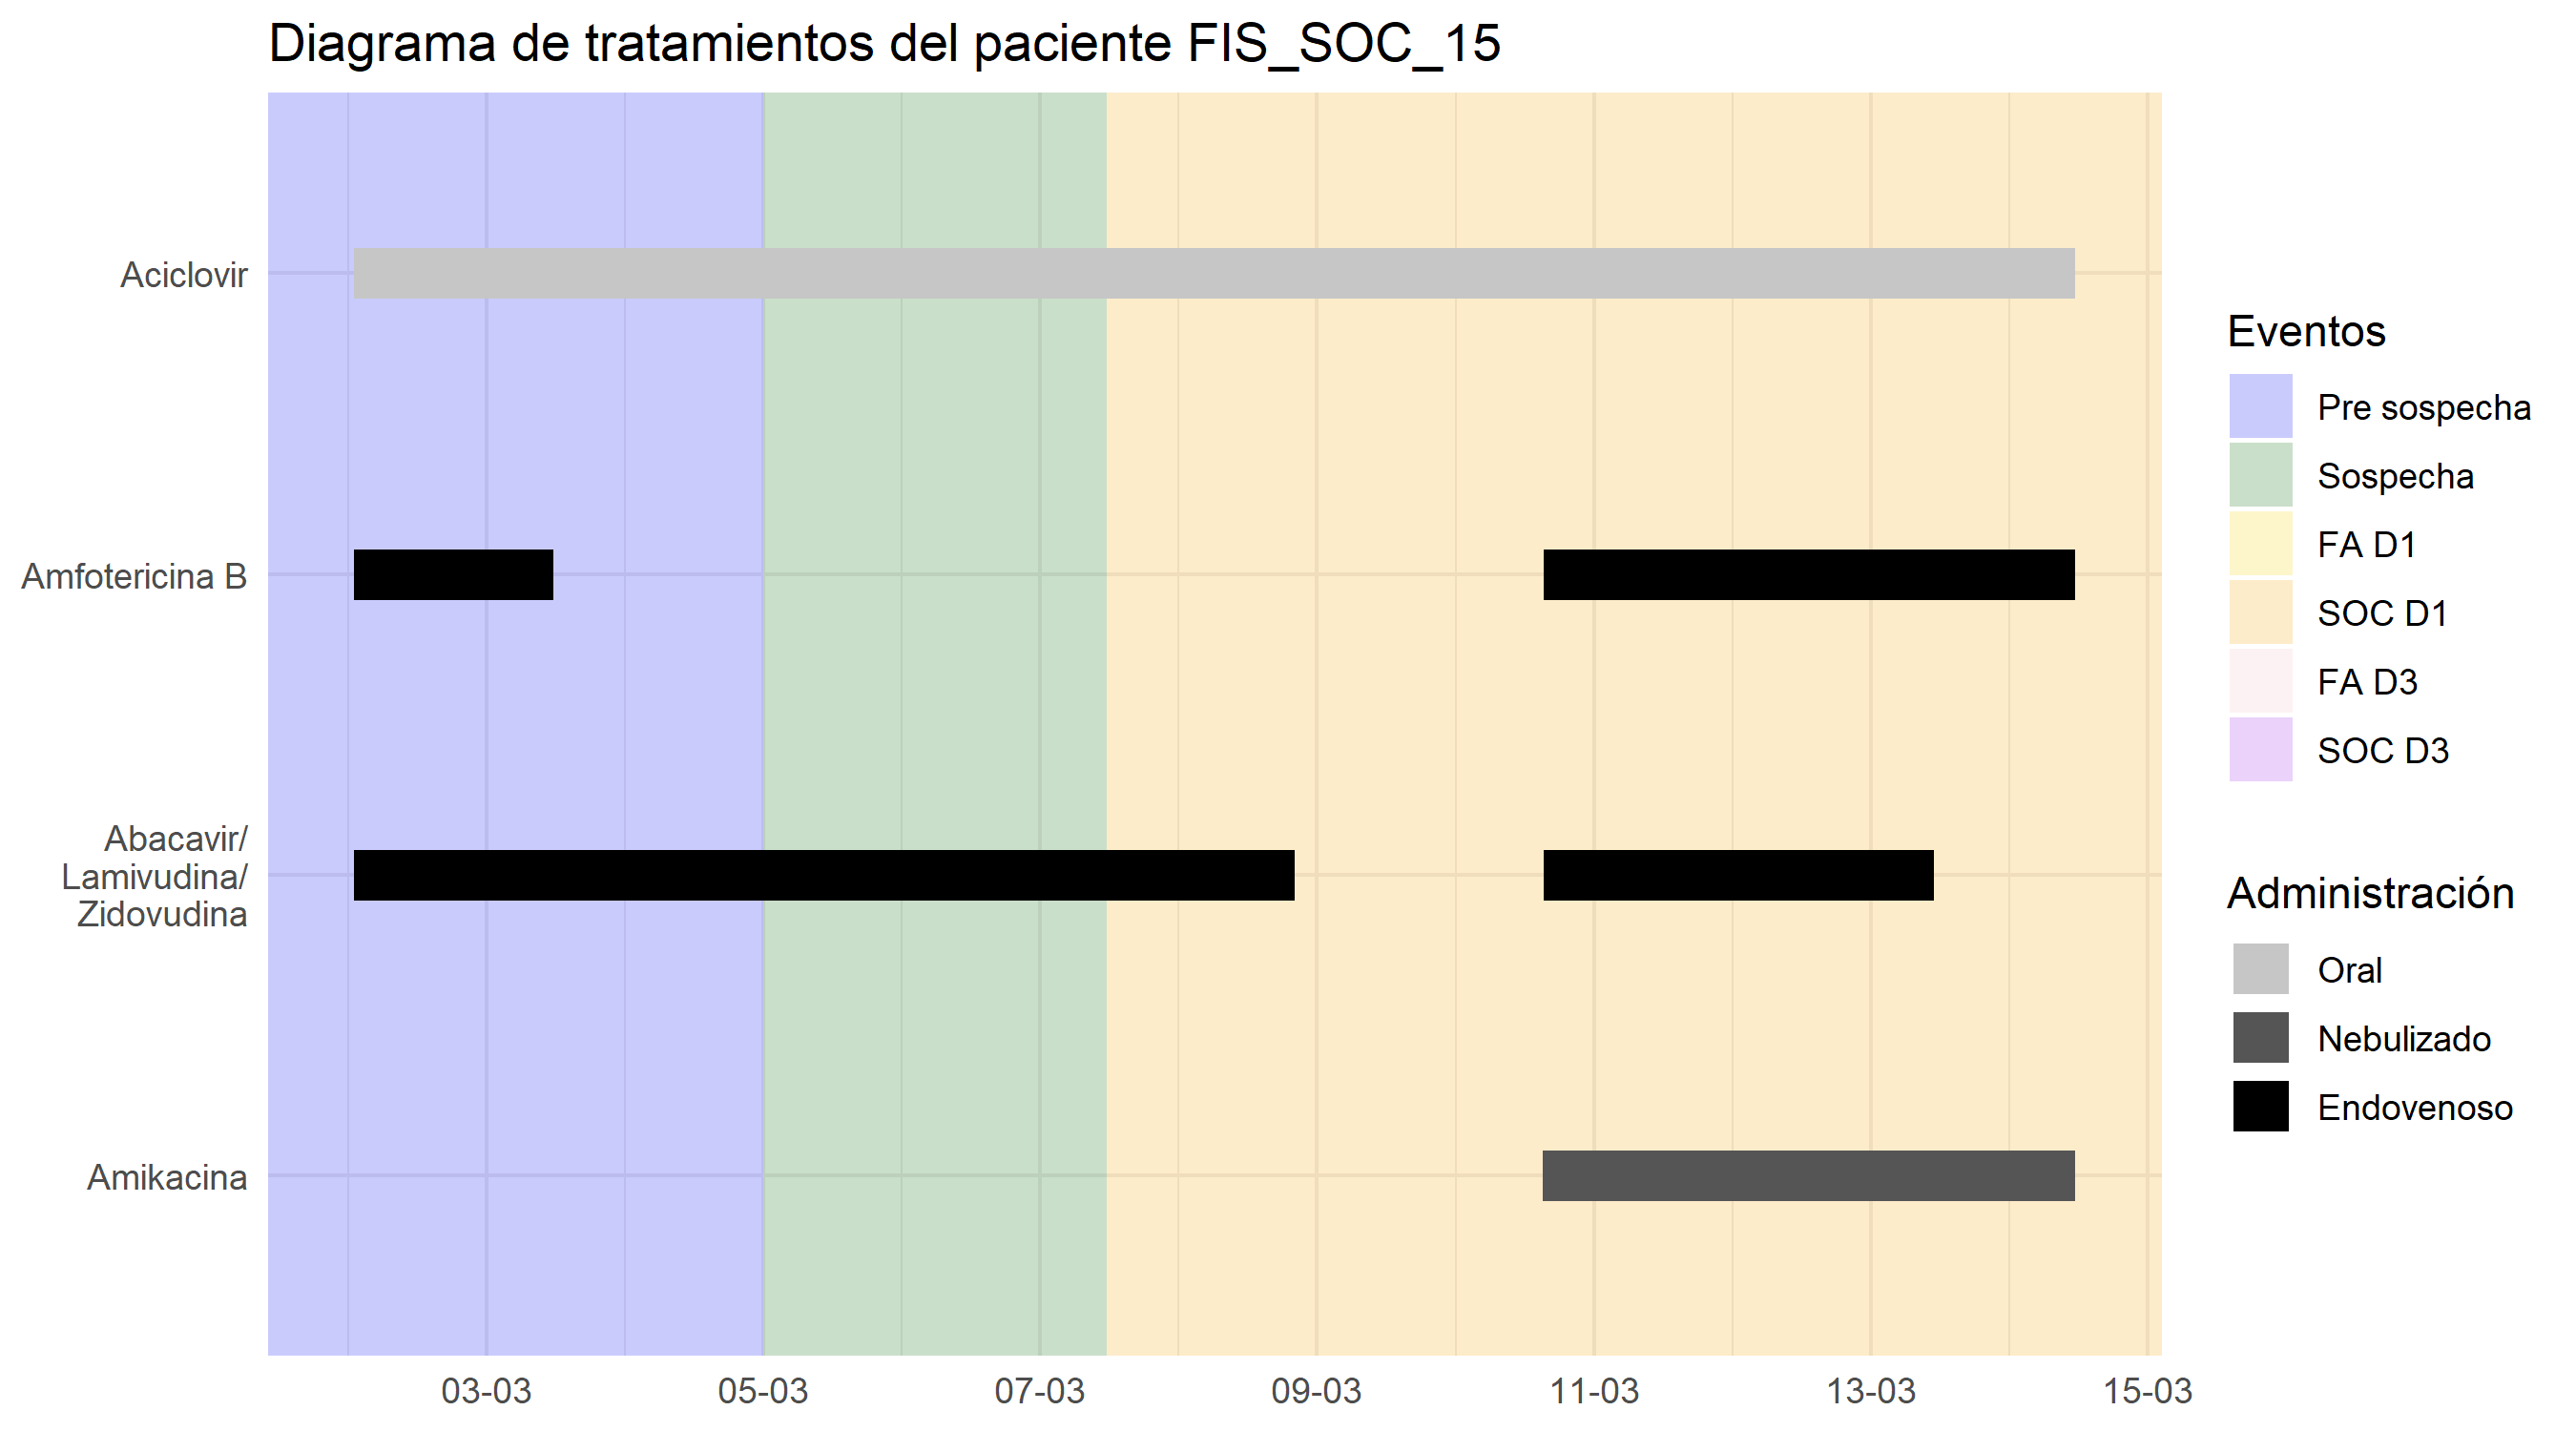 Diagrama de tratamientos del paciente FIS_SOC_15
Aciclovir
Amfotericina B
Abacavir/
Lamivudina/
Zidovudina
Amikacina
03-03
05-03
07-03
09-03
11-03
13-03
15-03
Eventos
Pre sospecha
Sospecha
FA D1
SOC D1
FA D3
SOC D3
Administración
Oral
Nebulizado
Endovenoso